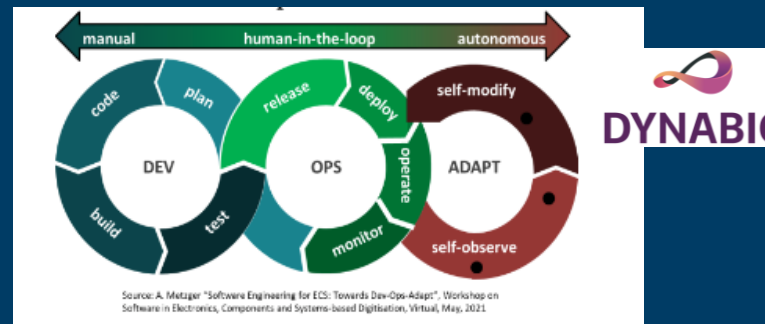 manual human-in-the-loop autonomous
code
plan
release
deploy
self-modify
DEV
OPS
ADAPT
operate
build
test
monitor
self-observe
DYNABIC
Source: A. Metzger "Software Engineering for ECS: Towards Dev-Ops-Adapt", Workshop on
Software in Electronics, Components and Systems-based Digitisation, Virtual, May, 2021